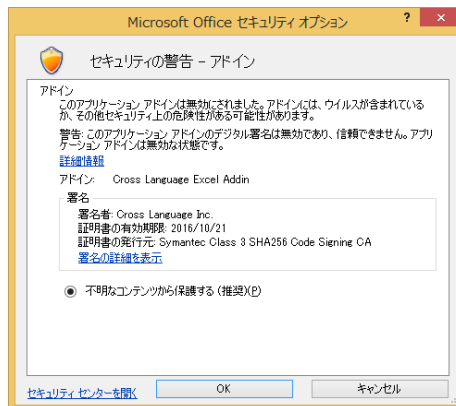 Microsoft Office セキュリティ オプション
?
×
セキュリティの警告 - アドイン
アドイン
このアプリケーション アドインは無効にされました。アドインには、ウイルスが含まれている
か、その他セキュリティ上の危険性がある可能性があります。
警告: このアプリケーション アドインのデジタル署名は無効であり、信頼できません。アプリ
ケーション アドインは無効な状態です。
詳細情報
アドイン: Cross Language Excel Addin
署名
署名者: Cross Language Inc.
証明書の有効期限: 2016/10/21
証明書の発行元: Symantec Class 3 SHA256 Code Signing CA
署名の詳細を表示
不明なコンテンツから保護する (推奨)(P)
セキュリティ センターを開く
OK
キャンセル